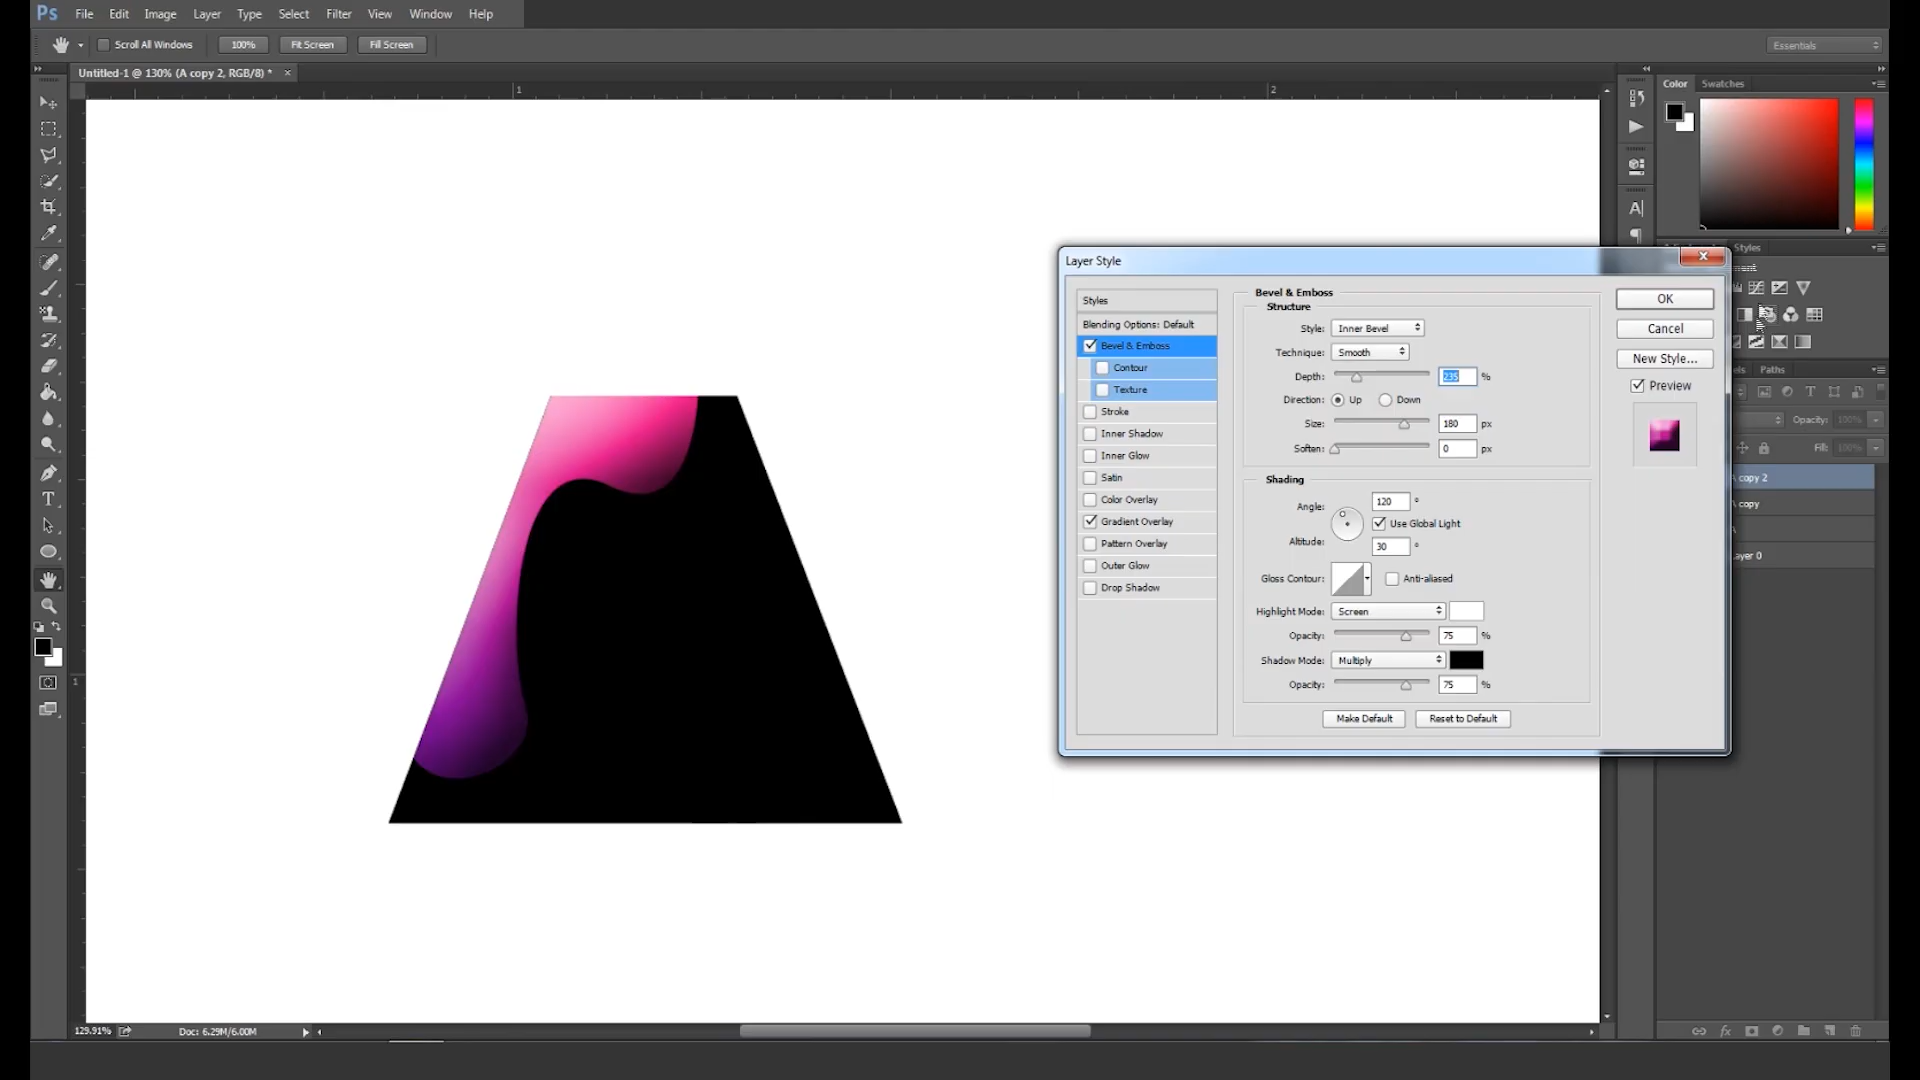 Ps File Edit Image Layer Type Select Filter View Window Help
Scroll All Windows 100% Fit Screen Fill Screen Essentials
Untitled-1 @ 130% (A copy 2, RGB/8) * ×
1 2
Color Swatches
Styles
Layer Style
Styles
Blending Options: Default
Bevel & Emboss
Contour
Texture
Stroke
Inner Shadow
Inner Glow
Satin
Color Overlay
Gradient Overlay
Pattern Overlay
Outer Glow
Drop Shadow
Bevel & Emboss
Structure
Style: Inner Bevel
Technique: Smooth
Depth: 235 %
Direction: Up Down
Size: 180 px
Soften: 0 px
Shading
Angle: 120 °
Use Global Light
Altitude: 30 °
Gloss Contour: Anti-aliased
Highlight Mode: Screen
Opacity: 75 %
Shadow Mode: Multiply
Opacity: 75 %
Make Default Reset to Default
OK
Cancel
New Style...
Preview
Paths
Opacity: 100%
Fill: 100%
copy 2
copy
ayer 0
1
129.91% Doc: 6.29M/6.00M